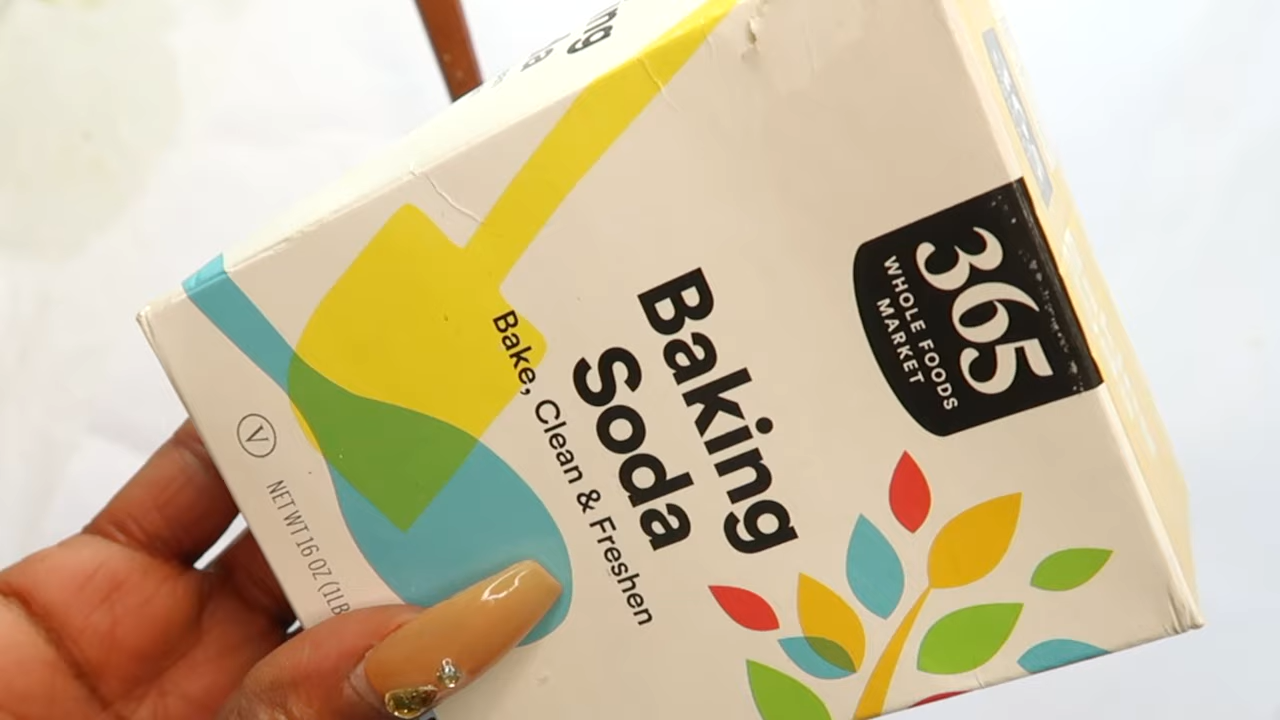 365
WHOLE FOODS
MARKET
Baking
Soda
Bake, Clean & Freshen
V
NET WT 16 OZ (1LB